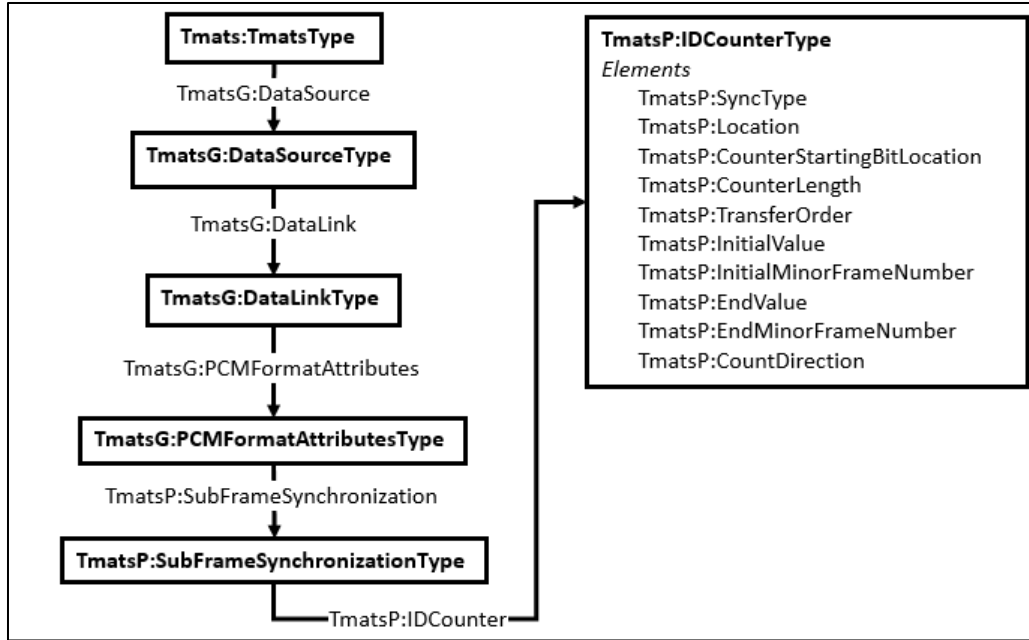 Tmats:TmatsType
TmatsG:DataSource
TmatsG:DataSourceType
TmatsG:DataLink
TmatsG:DataLinkType
TmatsG:PCMFormatAttributes
TmatsG:PCMFormatAttributesType
TmatsP:SubFrameSynchronization
TmatsP:SubFrameSynchronizationType
TmatsP:IDCounter
TmatsP:IDCounterType
Elements
TmatsP:SyncType
TmatsP:Location
TmatsP:CounterStartingBitLocation
TmatsP:CounterLength
TmatsP:TransferOrder
TmatsP:InitialValue
TmatsP:InitialMinorFrameNumber
TmatsP:EndValue
TmatsP:EndMinorFrameNumber
TmatsP:CountDirection